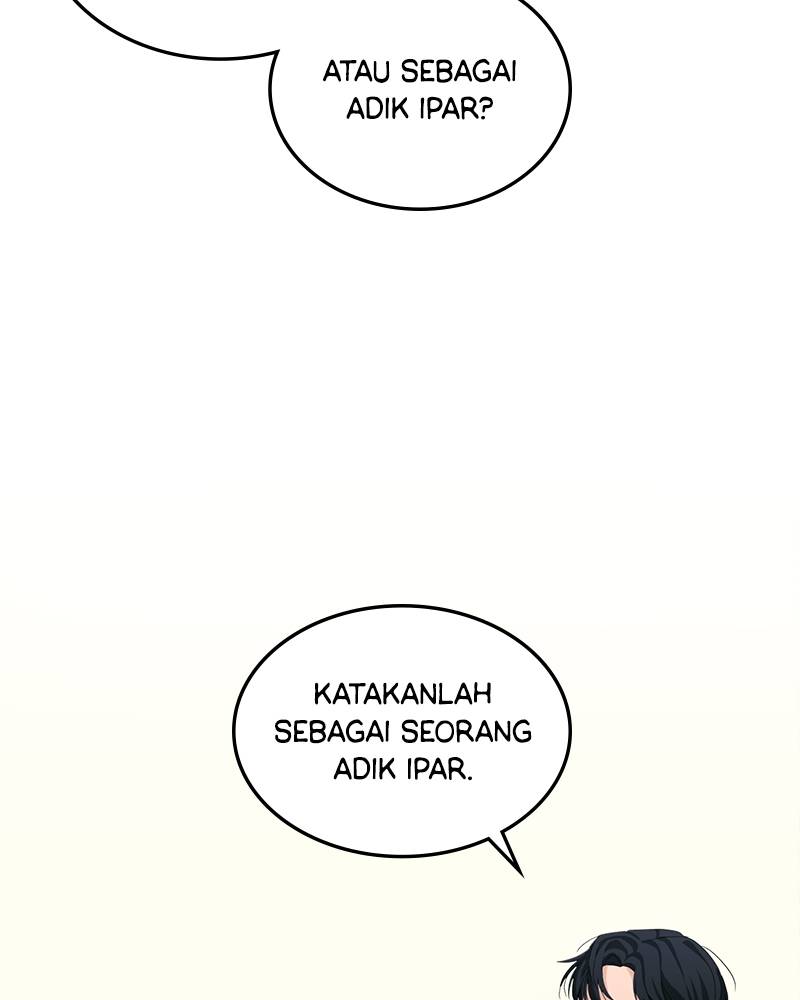 ATAU SEBAGAI
ADIK IPAR?
KATAKANLAH
SEBAGAI SEORANG
ADIK IPAR.